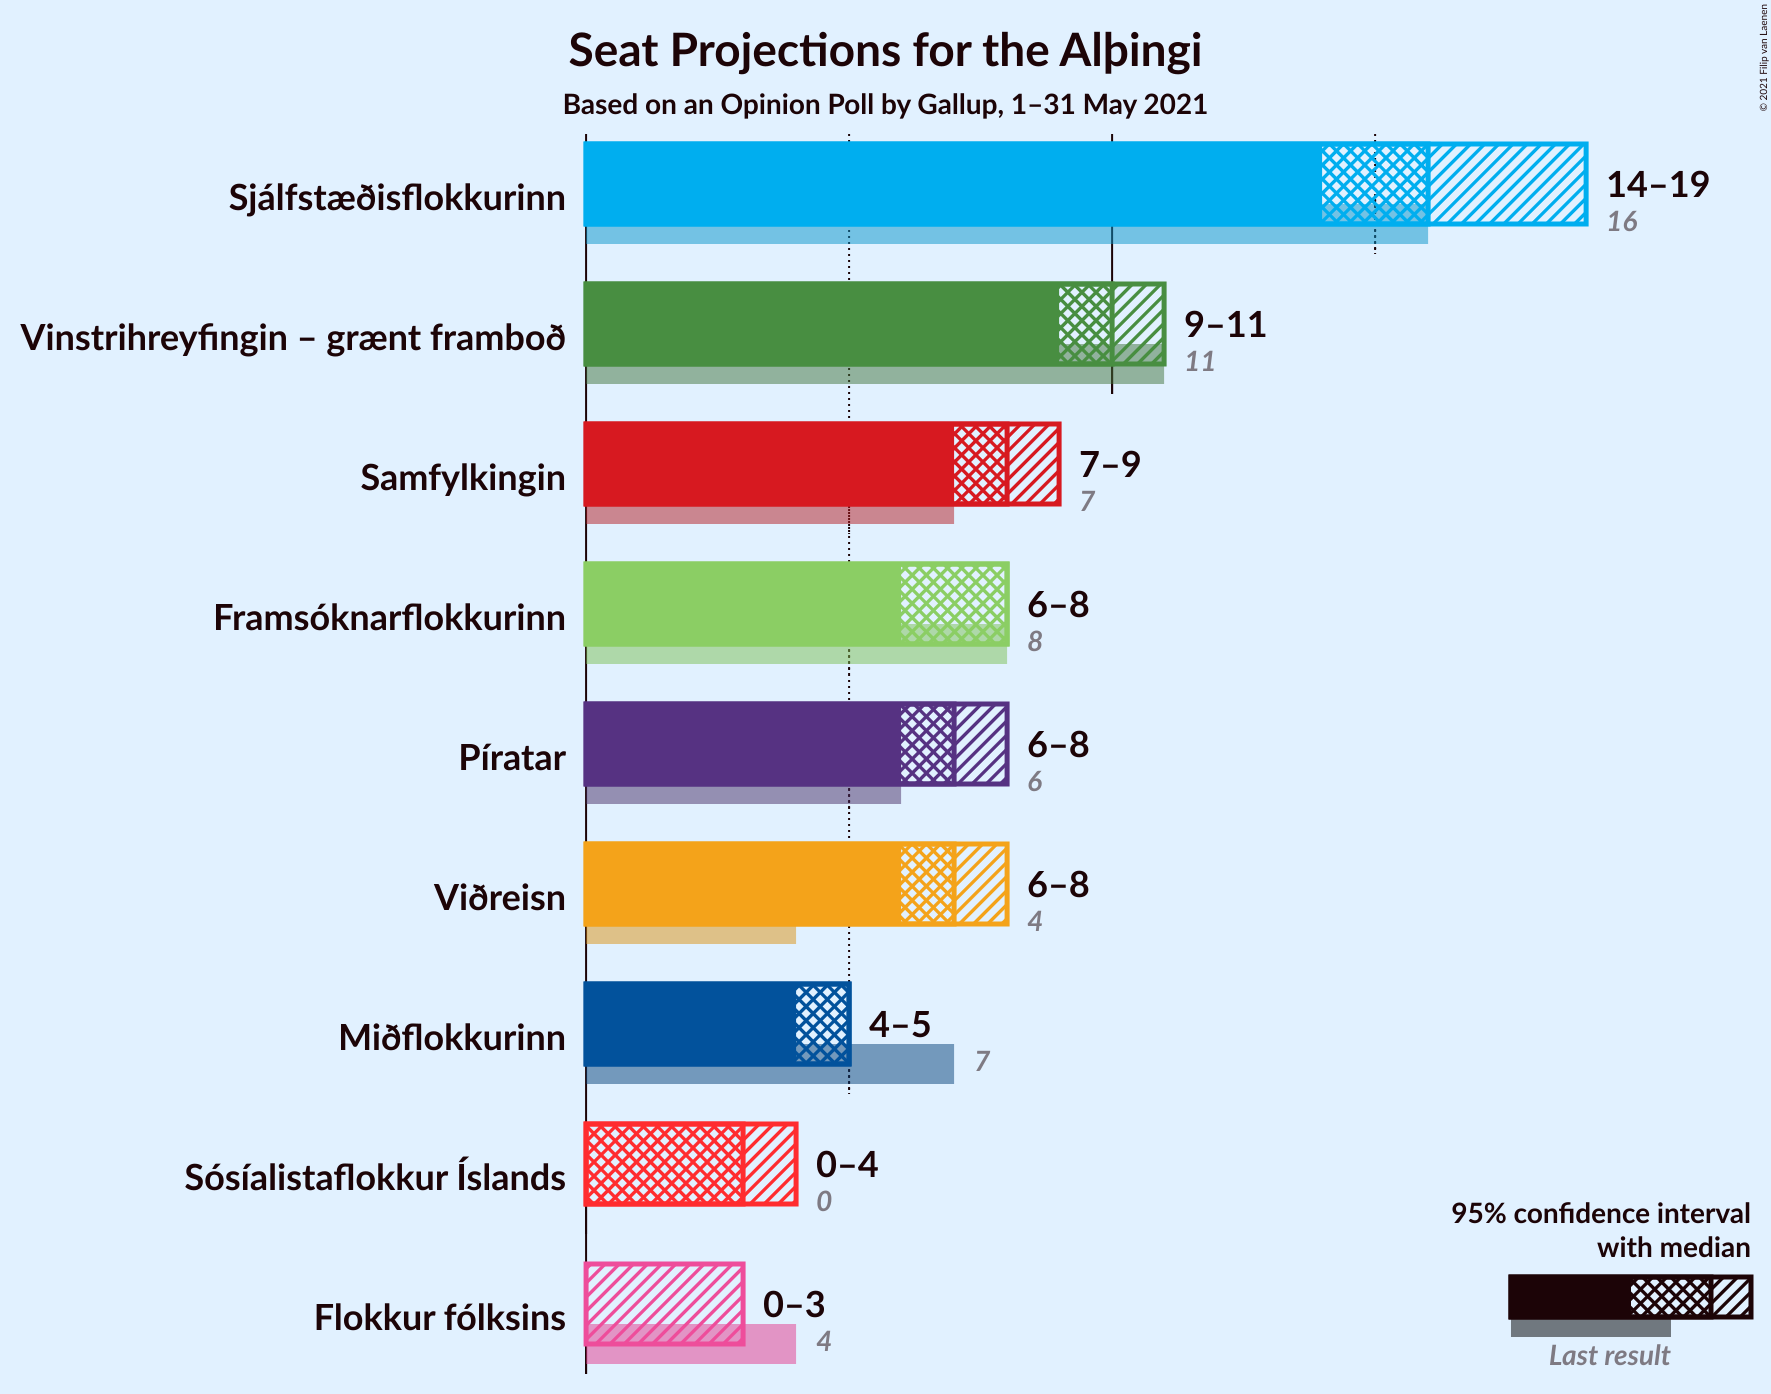 Seat Projections for the Alþingi
Based on an Opinion Poll by Gallup, 1–31 May 2021
© 2021 Filip van Laenen
Sjálfstæðisflokkurinn
14–19
16
Vinstrihreyfingin – grænt framboð
9–11
11
Samfylkingin
7–9
7
Framsóknarflokkurinn
6–8
8
Píratar
6–8
6
Viðreisn
6–8
4
Miðflokkurinn
4–5
7
Sósíalistaflokkur Íslands
0–4
0
Flokkur fólksins
0–3
4
95% confidence interval
with median
Last result